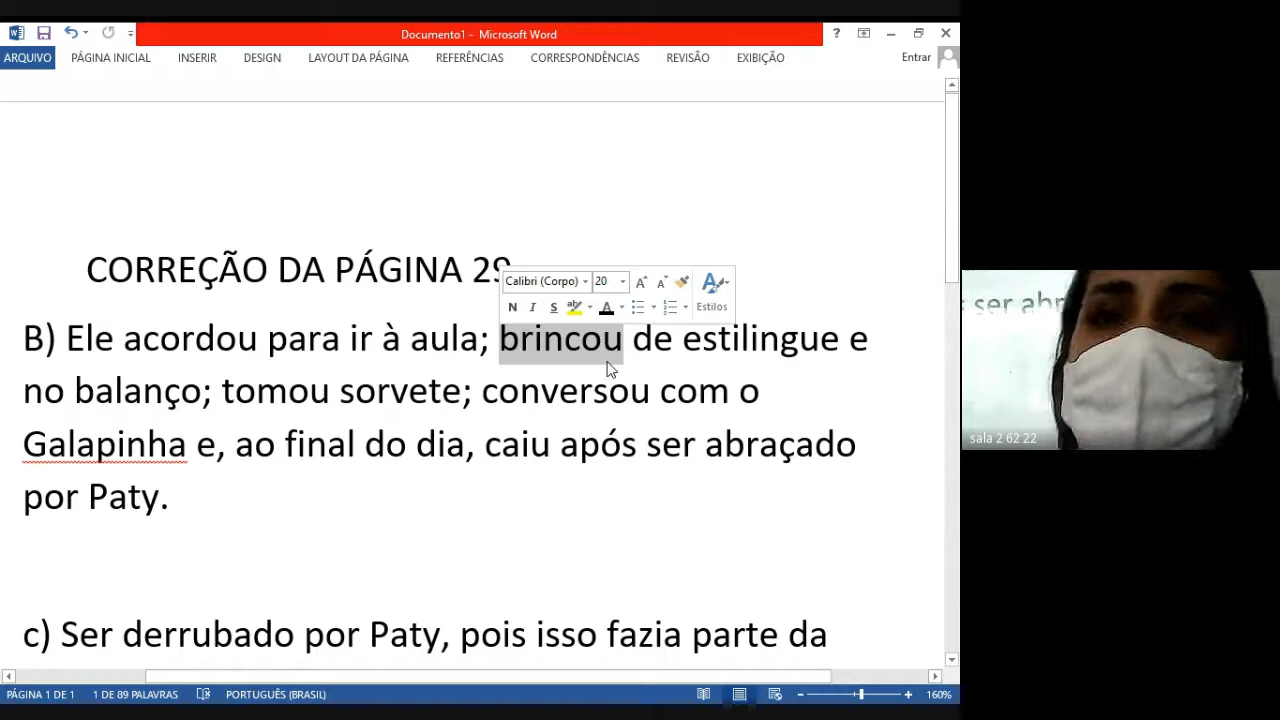 Documento1 - Microsoft Word
?
ARQUIVO PÁGINA INICIAL INSERIR DESIGN LAYOUT DA PÁGINA REFERÊNCIAS CORRESPONDÊNCIAS REVISÃO EXIBIÇÃO Entrar
CORREÇÃO DA PÁGINA 29
Calibri (Corpo) 20 A A A
N I S aby A Estilos
B) Ele acordou para ir à aula; brincou de estilingue e
no balanço; tomou sorvete; conversou com o
Galapinha e, ao final do dia, caiu após ser abraçado
por Paty.
c) Ser derrubado por Paty, pois isso fazia parte da
PÁGINA 1 DE 1 1 DE 89 PALAVRAS PORTUGUÊS (BRASIL) 160%
ser abr
sala 2 62 22